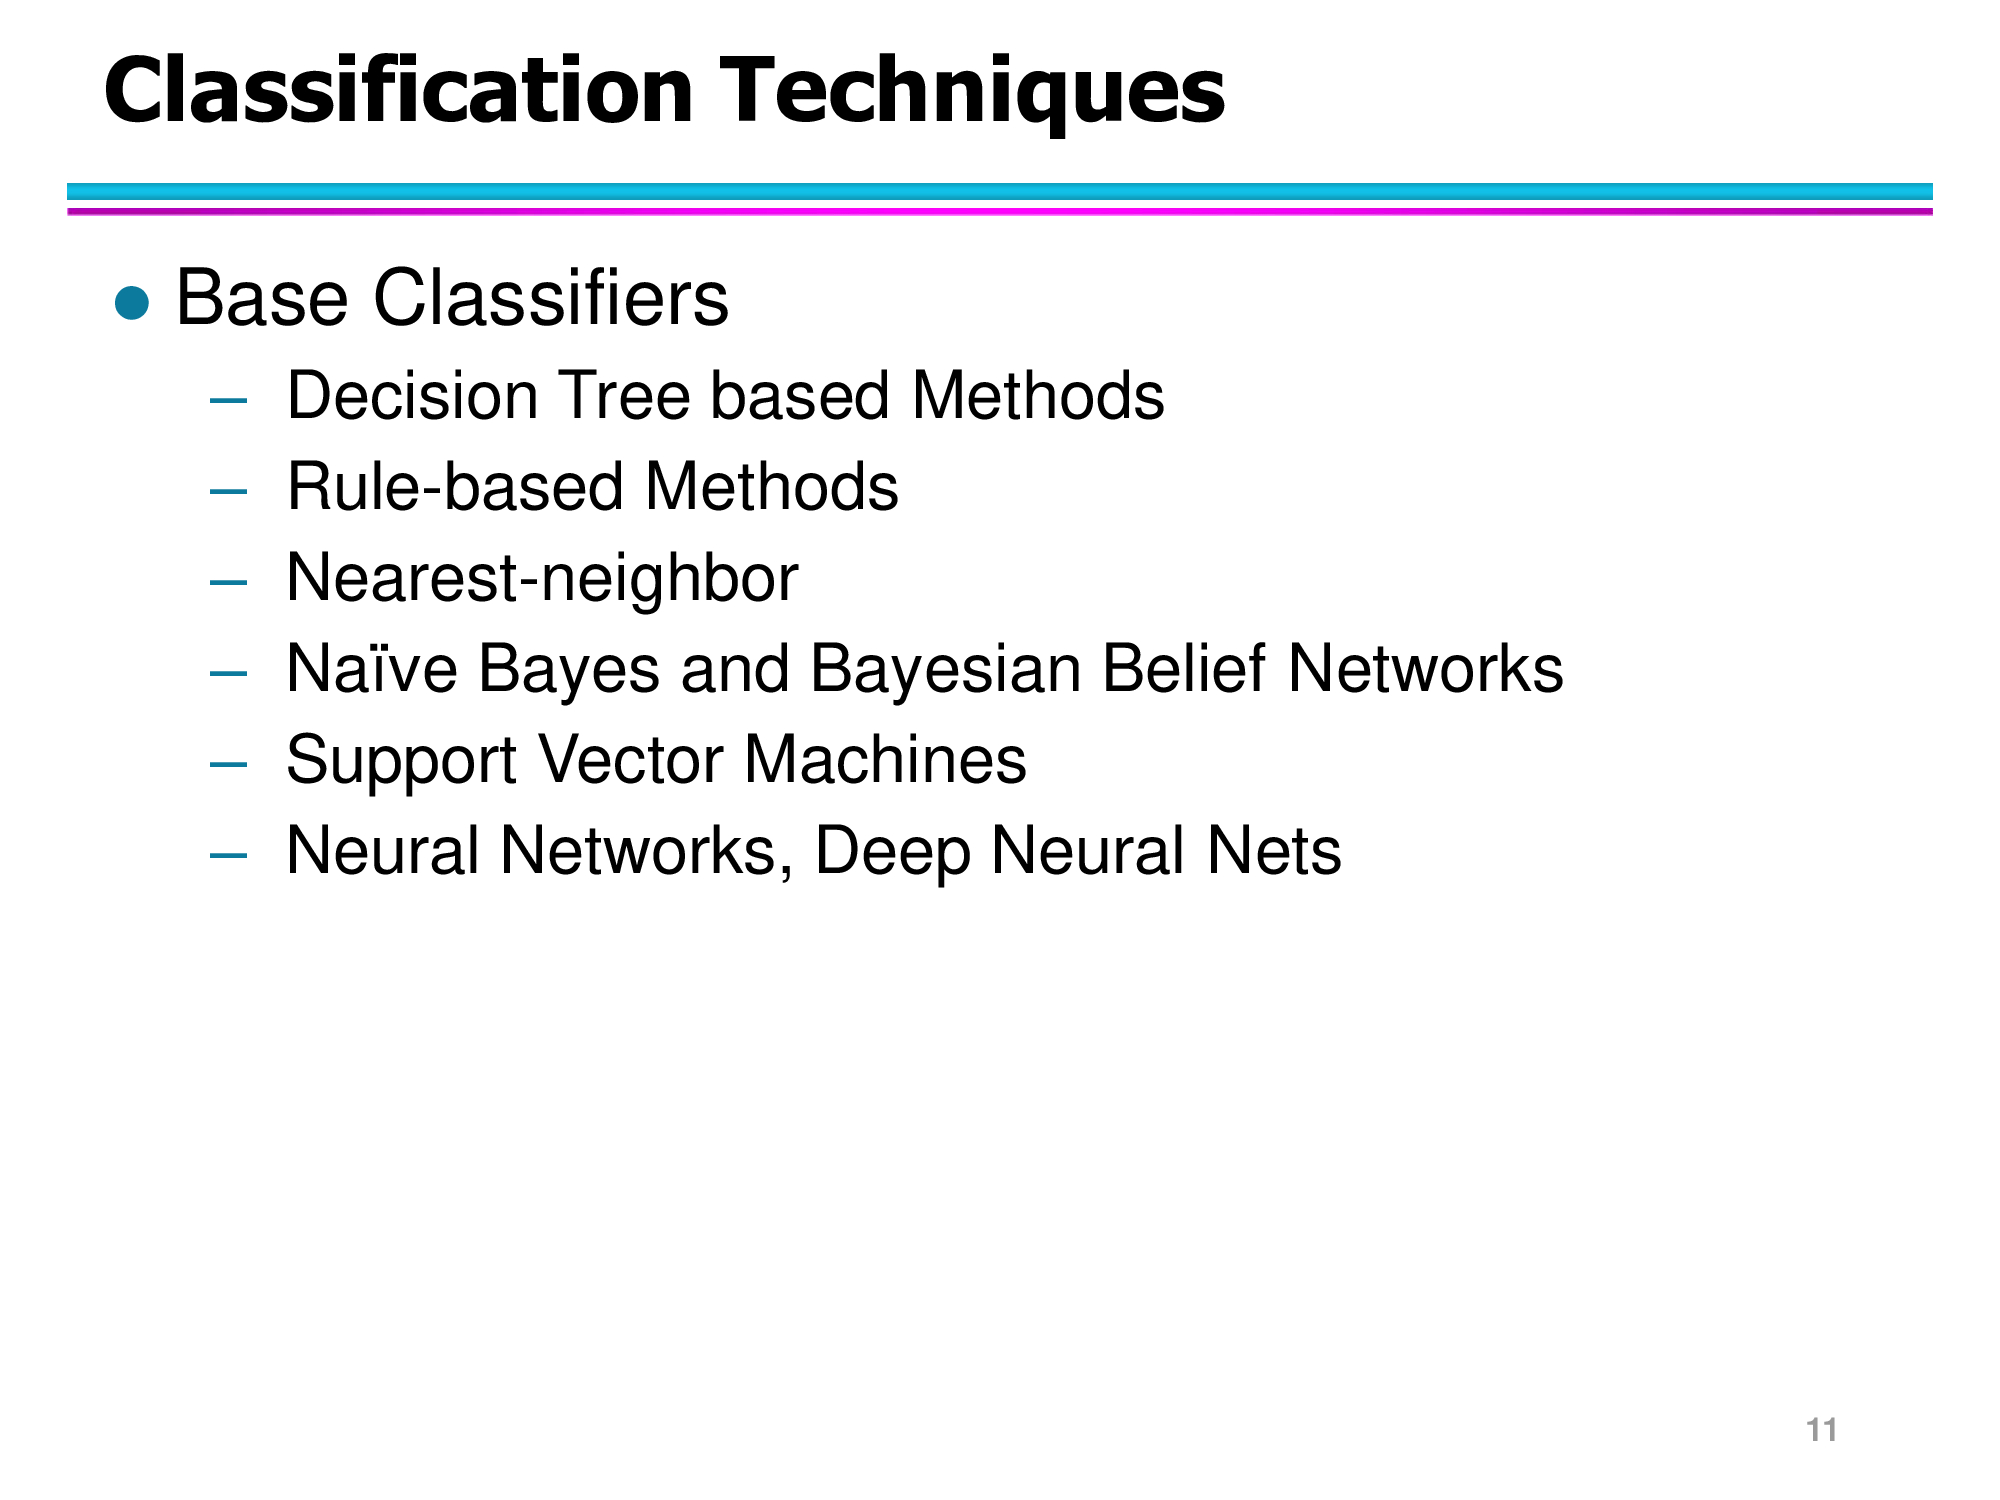 Classification Techniques
● Base Classifiers
– Decision Tree based Methods
– Rule-based Methods
– Nearest-neighbor
– Naïve Bayes and Bayesian Belief Networks
– Support Vector Machines
– Neural Networks, Deep Neural Nets
11